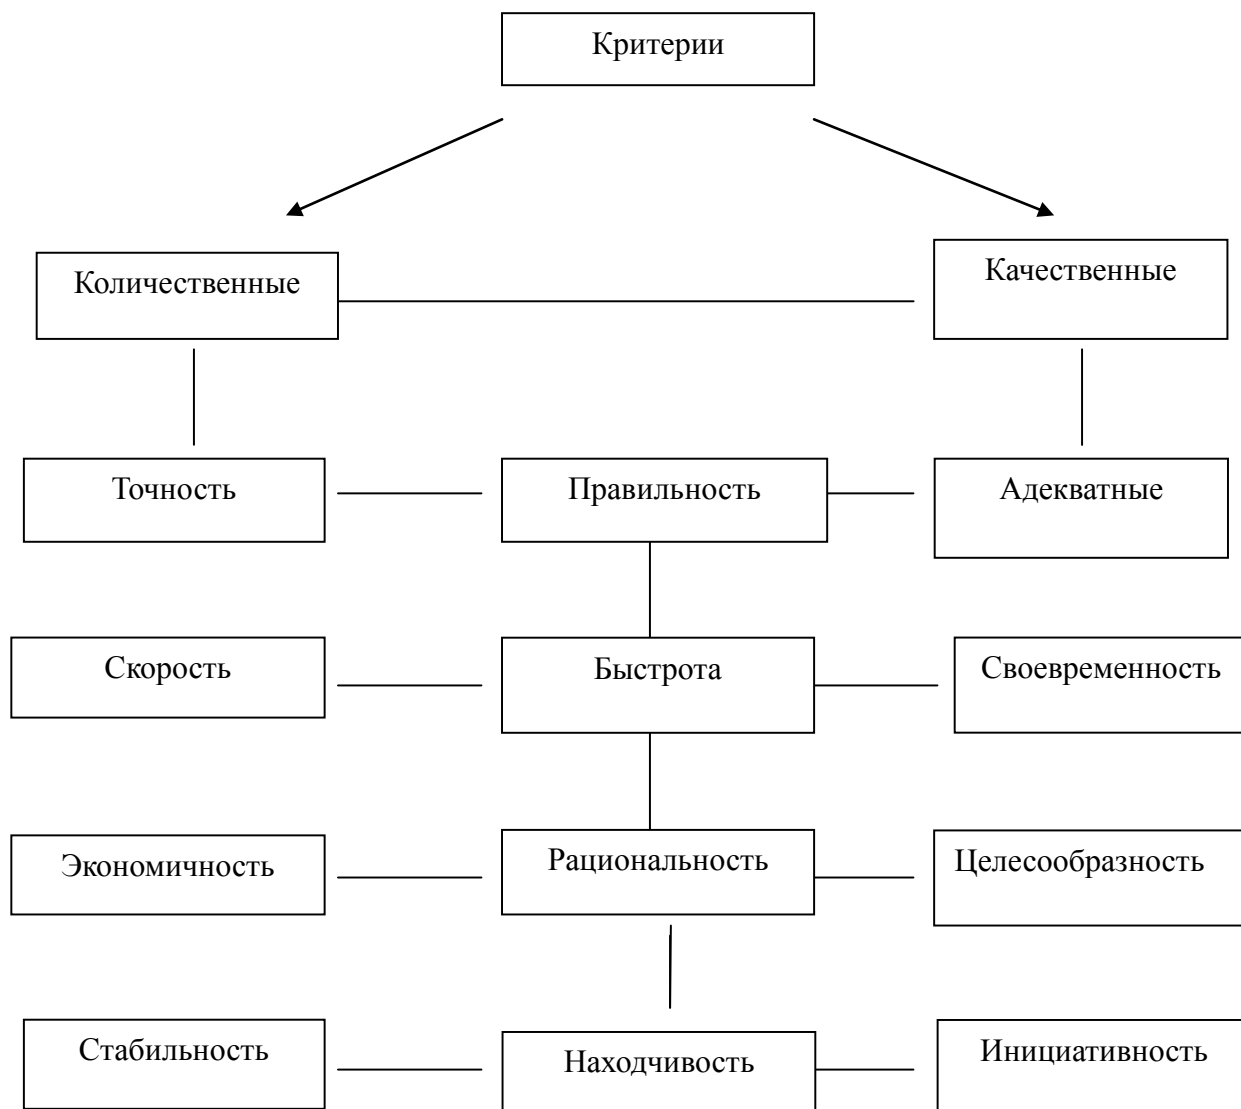 Критерии
Количественные
Качественные
Точность
Правильность
Адекватные
Скорость
Быстрота
Своевременность
Экономичность
Рациональность
Целесообразность
Стабильность
Находчивость
Инициативность